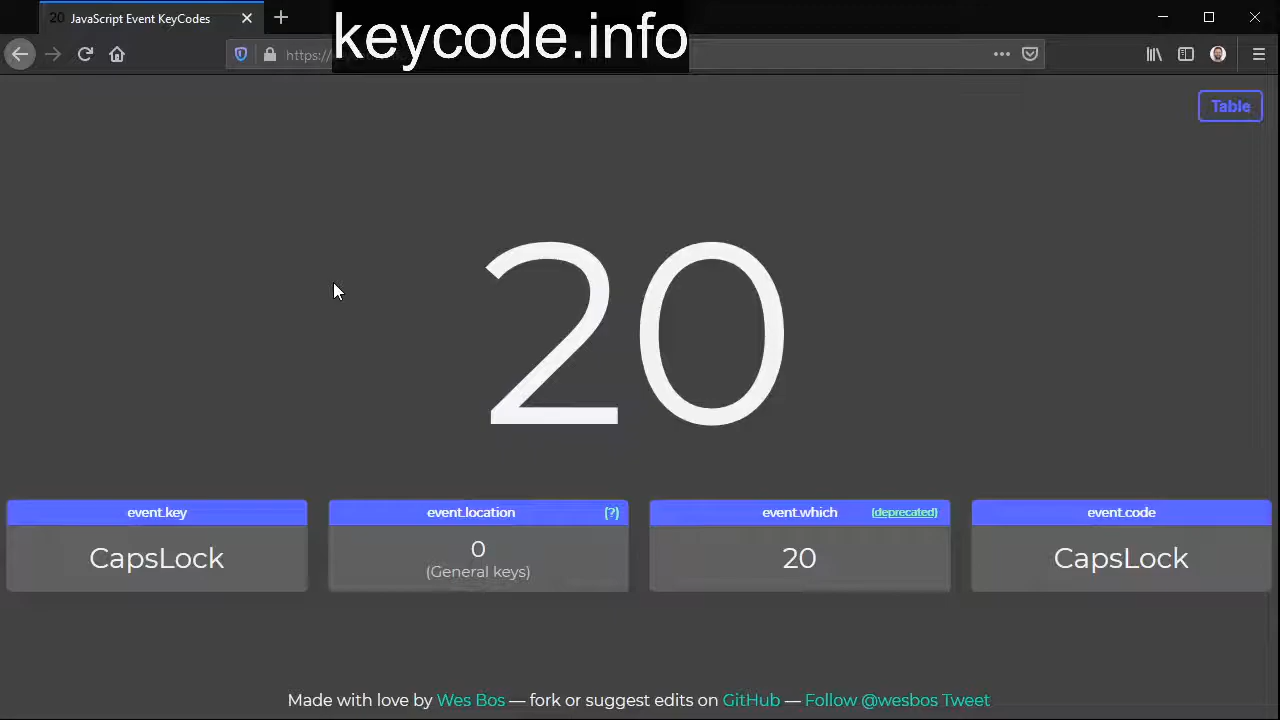 20 JavaScript Event KeyCodes
keycode.info
https://
Table
20
event.key
CapsLock
event.location (?)
0
(General keys)
event.which (deprecated)
20
event.code
CapsLock
Made with love by Wes Bos — fork or suggest edits on GitHub — Follow @wesbos Tweet